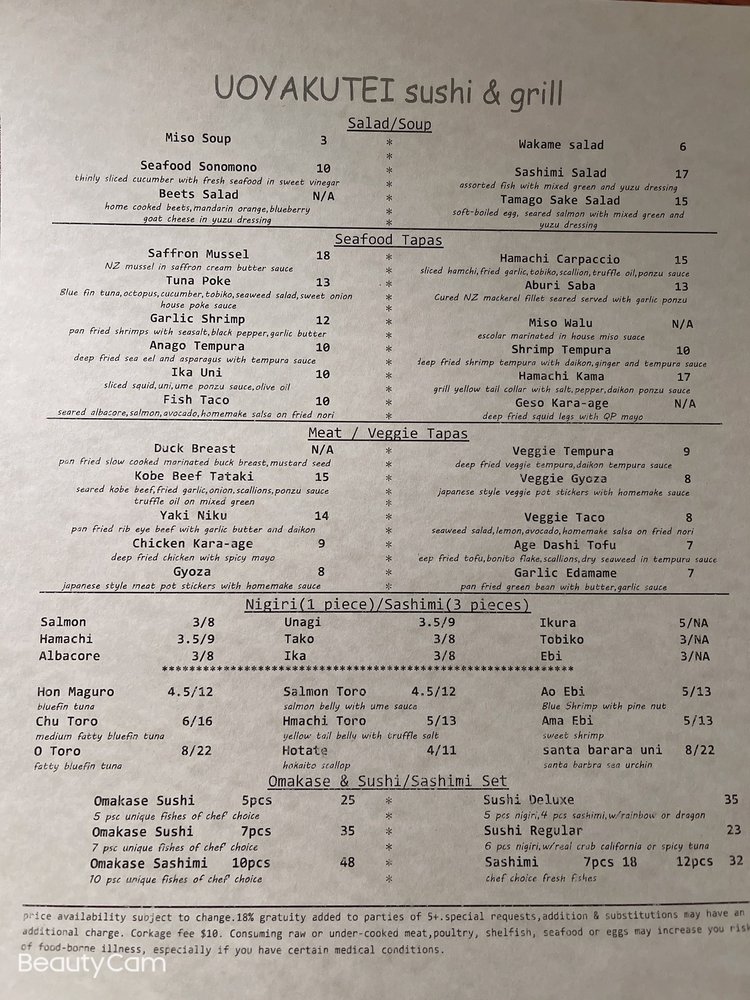 UOYAKUTEI sushi & grill
Salad/Soup
Miso Soup 3 * Wakame salad 6
*
Seafood Sonomono 10 * Sashimi Salad 17
thinly sliced cucumber with fresh seafood in sweet vinegar * assorted fish with mixed green and yuzu dressing
Beets Salad N/A * Tamago Sake Salad 15
home cooked beets,mandarin orange,blueberry * soft-boiled egg, seared salmon with mixed green and
goat cheese in yuzu dressing * yuzu dressing
Seafood Tapas
Saffron Mussel 18 * Hamachi Carpaccio 15
NZ mussel in saffron cream butter sauce * sliced hamchi,fried garlic,tobiko,scallion,truffle oil,ponzu sauce
Tuna Poke 13 * Aburi Saba 13
Blue fin tuna,octopus,cucumber,tobiko,seaweed salad,sweet onion * Cured NZ mackerel fillet seared served with garlic ponzu
house poke sauce
Garlic Shrimp 12 * Miso Walu N/A
pan fried shrimps with seasalt,black pepper,garlic butter * escolar marinated in house miso suace
Anago Tempura 10 * Shrimp Tempura 10
deep fried sea eel and asparagus with tempura sauce * deep fried shrimp tempura with daikon,ginger and tempura sauce
Ika Uni 10 * Hamachi Kama 17
sliced squid,uni,ume ponzu sauce,olive oil * grill yellow tail collar with salt,pepper,daikon ponzu sauce
Fish Taco 10 * Geso Kara-age N/A
seared albacore,salmon,avocado,homemake salsa on fried nori * deep fried squid legs with QP mayo
Meat / Veggie Tapas
Duck Breast N/A * Veggie Tempura 9
pan fried slow cooked marinated buck breast,mustard seed * deep fried veggie tempura,daikon tempura sauce
Kobe Beef Tataki 15 * Veggie Gyoza 8
seared kobe beef,fried garlic,onion,scallions,ponzu sauce * japanese style veggie pot stickers with homemake sauce
truffle oil on mixed green
Yaki Niku 14 * Veggie Taco 8
pan fried rib eye beef with garlic butter and daikon * seaweed salad,lemon,avocado,homemake salsa on fried nori
Chicken Kara-age 9 * Age Dashi Tofu 7
deep fried chicken with spicy mayo * eep fried tofu,bonito flake,scallions,dry seaweed in tempura sauce
Gyoza 8 * Garlic Edamame 7
japanese style meat pot stickers with homemake sauce * pan fried green bean with butter,garlic sauce
Nigiri(1 piece)/Sashimi(3 pieces)
Salmon 3/8 Unagi 3.5/9 Ikura 5/NA
Hamachi 3.5/9 Tako 3/8 Tobiko 3/NA
Albacore 3/8 Ika 3/8 Ebi 3/NA
*******************************************************
Hon Maguro 4.5/12 Salmon Toro 4.5/12 Ao Ebi 5/13
bluefin tuna salmon belly with ume sauce Blue Shrimp with pine nut
Chu Toro 6/16 Hmachi Toro 5/13 Ama Ebi 5/13
medium fatty bluefin tuna yellow tail belly with truffle salt sweet shrimp
O Toro 8/22 Hotate 4/11 santa barara uni 8/22
fatty bluefin tuna hokaito scallop santa barbra sea urchin
Omakase & Sushi/Sashimi Set
Omakase Sushi 5pcs 25 * Sushi Deluxe 35
5 psc unique fishes of chef' choice * 5 pcs nigiri,4 pcs sashimi,w/rainbow or dragon
Omakase Sushi 7pcs 35 * Sushi Regular 23
7 psc unique fishes of chef' choice * 6 pcs nigiri,w/real crab california or spicy tuna
Omakase Sashimi 10pcs 48 * Sashimi 7pcs 18 12pcs 32
10 psc unique fishes of chef' choice * chef choice fresh fishes
price availability subject to change.18% gratuity added to parties of 5+.special requests,addition & substitutions may have an
additional charge. Corkage fee $10. Consuming raw or under-cooked meat,poultry, shelfish, seafood or eggs may increase you risk
of food-borne illness, especially if you have certain medical conditions.
BeautyCam